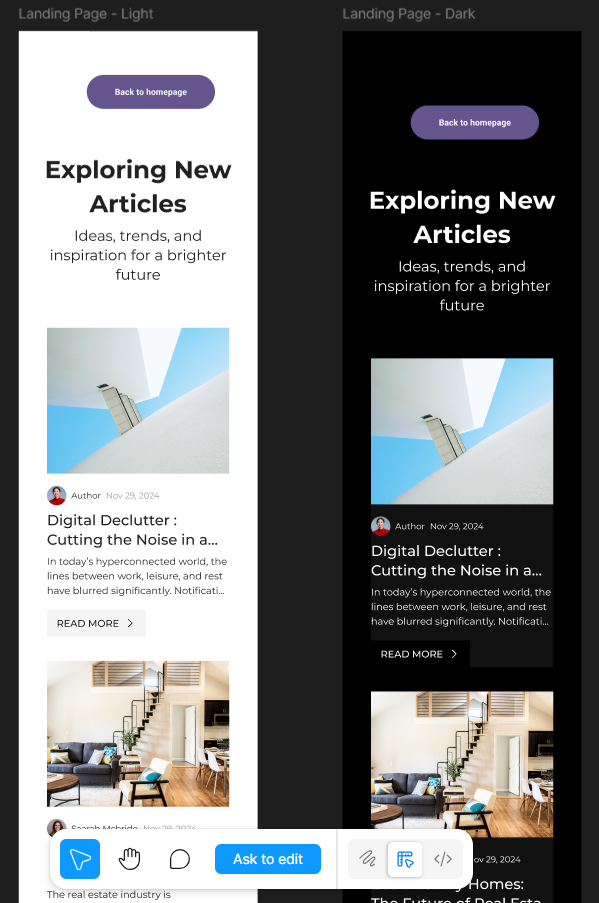 Landing Page - Light
Back to homepage
Exploring New
Articles
Ideas, trends, and
inspiration for a brighter
future
Author Nov 29, 2024
Digital Declutter :
Cutting the Noise in a...
In today's hyperconnected world, the
lines between work, leisure, and rest
have blurred significantly. Notificati...
READ MORE
Saarah Mcbride Nov 29, 2024
The real estate industry is
Landing Page - Dark
Back to homepage
Exploring New
Articles
Ideas, trends, and
inspiration for a brighter
future
Author Nov 29, 2024
Digital Declutter :
Cutting the Noise in a...
In today's hyperconnected world, the
lines between work, leisure, and rest
have blurred significantly. Notificati...
READ MORE
29, 2024
Homes:
The Future of Real Esta
Ask to edit